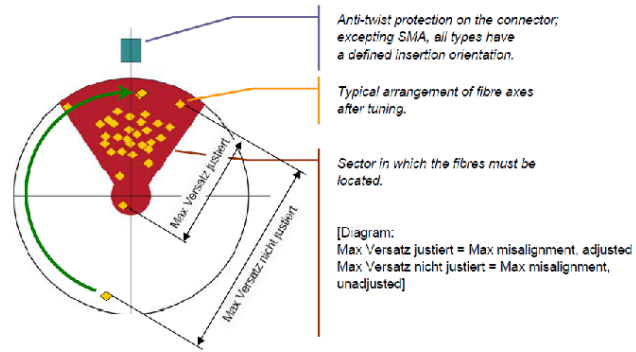 Anti-twist protection on the connector;
excepting SMA, all types have
a defined insertion orientation.
Typical arrangement of fibre axes
after tuning.
Sector in which the fibres must be
located.
Max Versatz justiert
Max Versatz nicht justiert
[Diagram:
Max Versatz justiert = Max misalignment, adjusted
Max Versatz nicht justiert = Max misalignment,
unadjusted]